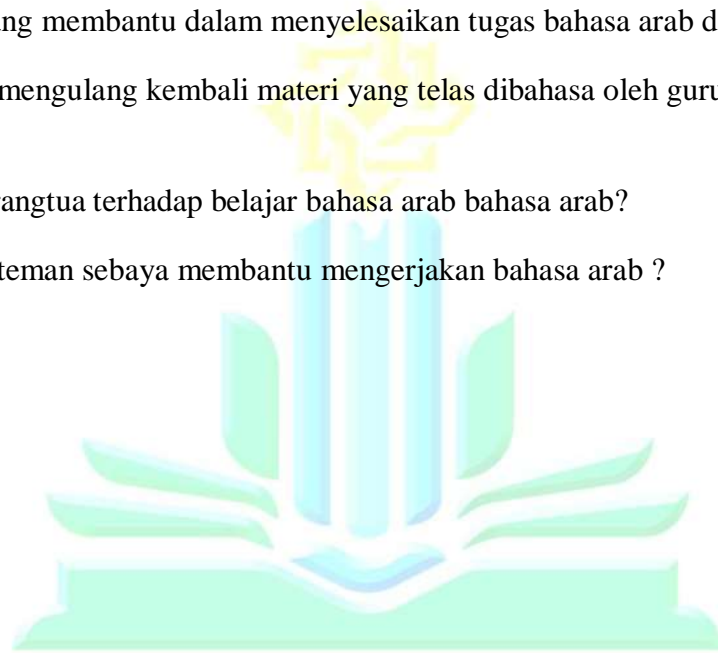 ng membantu dalam menyelesaikan tugas bahasa arab d
mengulang kembali materi yang telas dibahasa oleh guru
rangtua terhadap belajar bahasa arab bahasa arab?
teman sebaya membantu mengerjakan bahasa arab ?